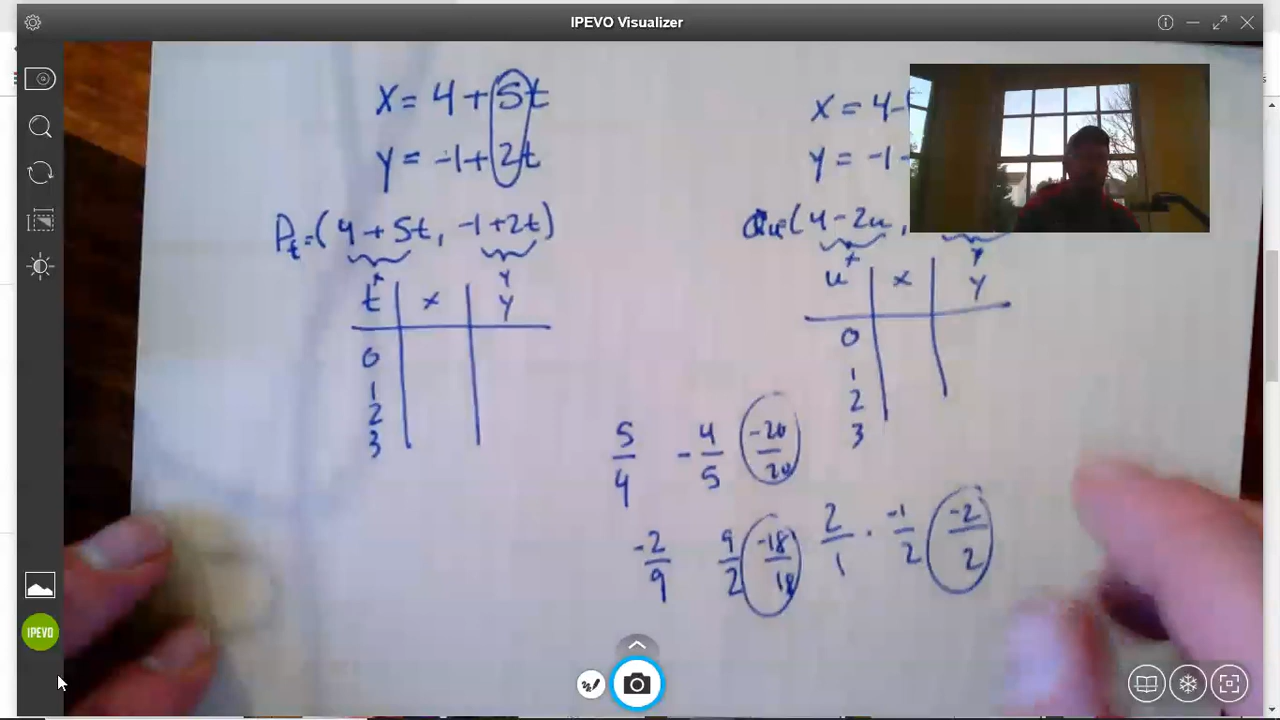 IPEVO Visualizer
x = 4 + 5t
y = -1 + 2t
P_t = (4 + 5t, -1 + 2t)
x y
t x y
0
1
2
3
x = 4 -
y = -1
Qu = (4 - 2u,
x y
u x y
0
1
2
3
5/4 -4/5 -20/20
-2/9 9/2 -18/18
2/1 · -1/2 -2/2
IPEVO